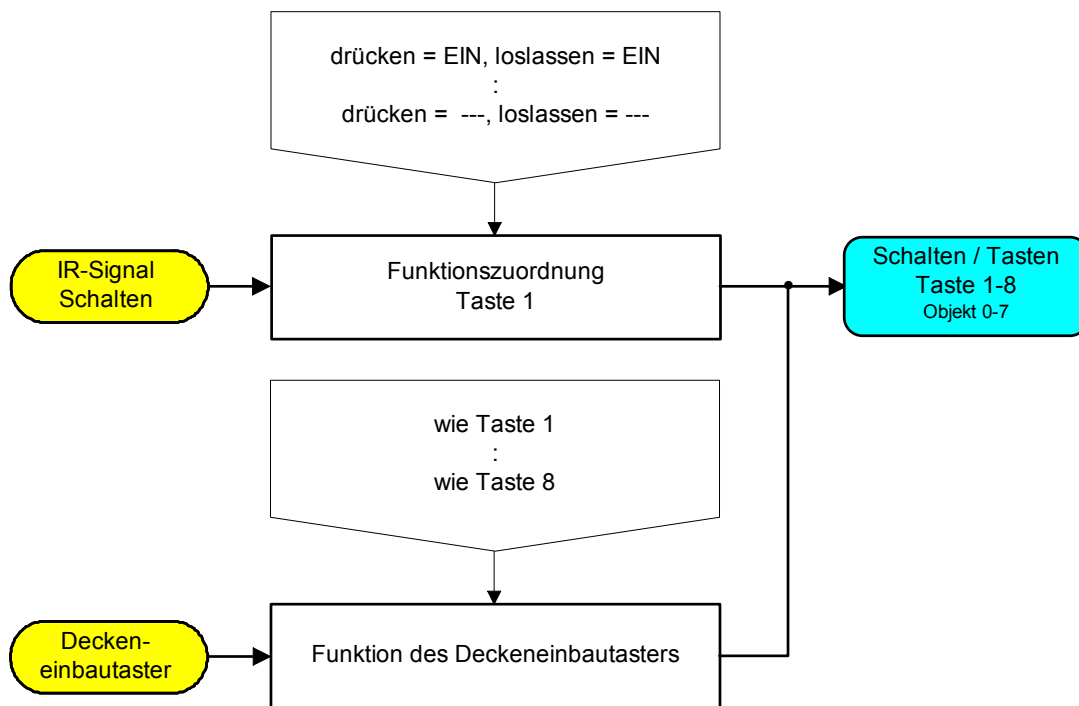 drücken = EIN, loslassen = EIN
:
drücken =  ---, loslassen = ---
IR-Signal
Schalten
Funktionszuordnung
Taste 1
Schalten / Tasten
Taste 1-8
Objekt 0-7
wie Taste 1
:
wie Taste 8
Decken-
einbautaster
Funktion des Deckeneinbautasters